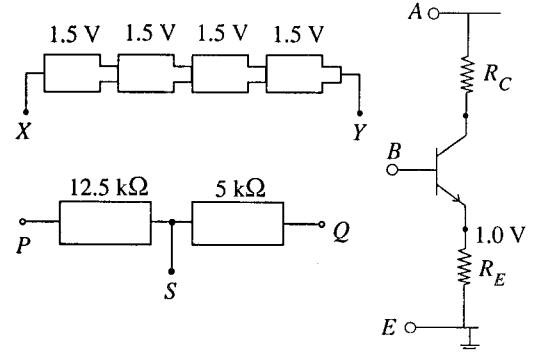 1.5 V 1.5 V 1.5 V 1.5 V
X Y
12.5 kΩ 5 kΩ
P Q
S
A
R_C
B
1.0 V
R_E
E